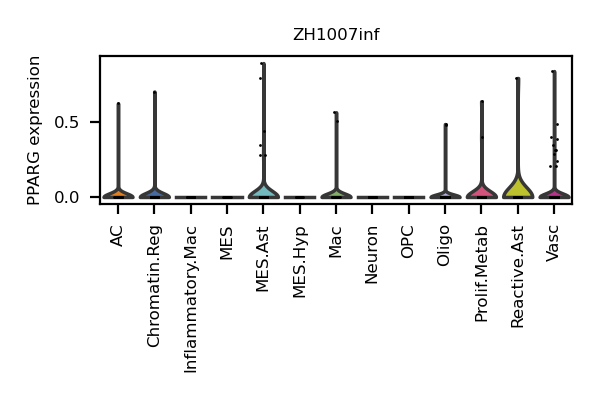 ZH1007inf
PPARG expression
0.5
0.0
AC
Chromatin.Reg
Inflammatory.Mac
MES
MES.Ast
MES.Hyp
Mac
Neuron
OPC
Oligo
Prolif.Metab
Reactive.Ast
Vasc